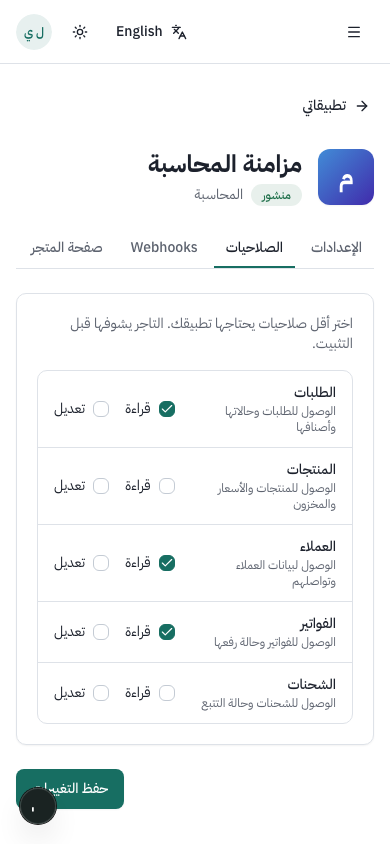 English
ل ي
تطبيقاتي
م
مزامنة المحاسبة
منشور
المحاسبة
الإعدادات
الصلاحيات
Webhooks
صفحة المتجر
اختر أقل صلاحيات يحتاجها تطبيقك. التاجر يشوفها قبل
التثبيت.
الطلبات
الوصول للطلبات وحالاتها
وأصنافها
قراءة
تعديل
المنتجات
الوصول للمنتجات والأسعار
والمخزون
قراءة
تعديل
العملاء
الوصول لبيانات العملاء
وتواصلهم
قراءة
تعديل
الفواتير
الوصول للفواتير وحالة رفعها
قراءة
تعديل
الشحنات
الوصول للشحنات وحالة التتبع
قراءة
تعديل
حفظ التغييرات